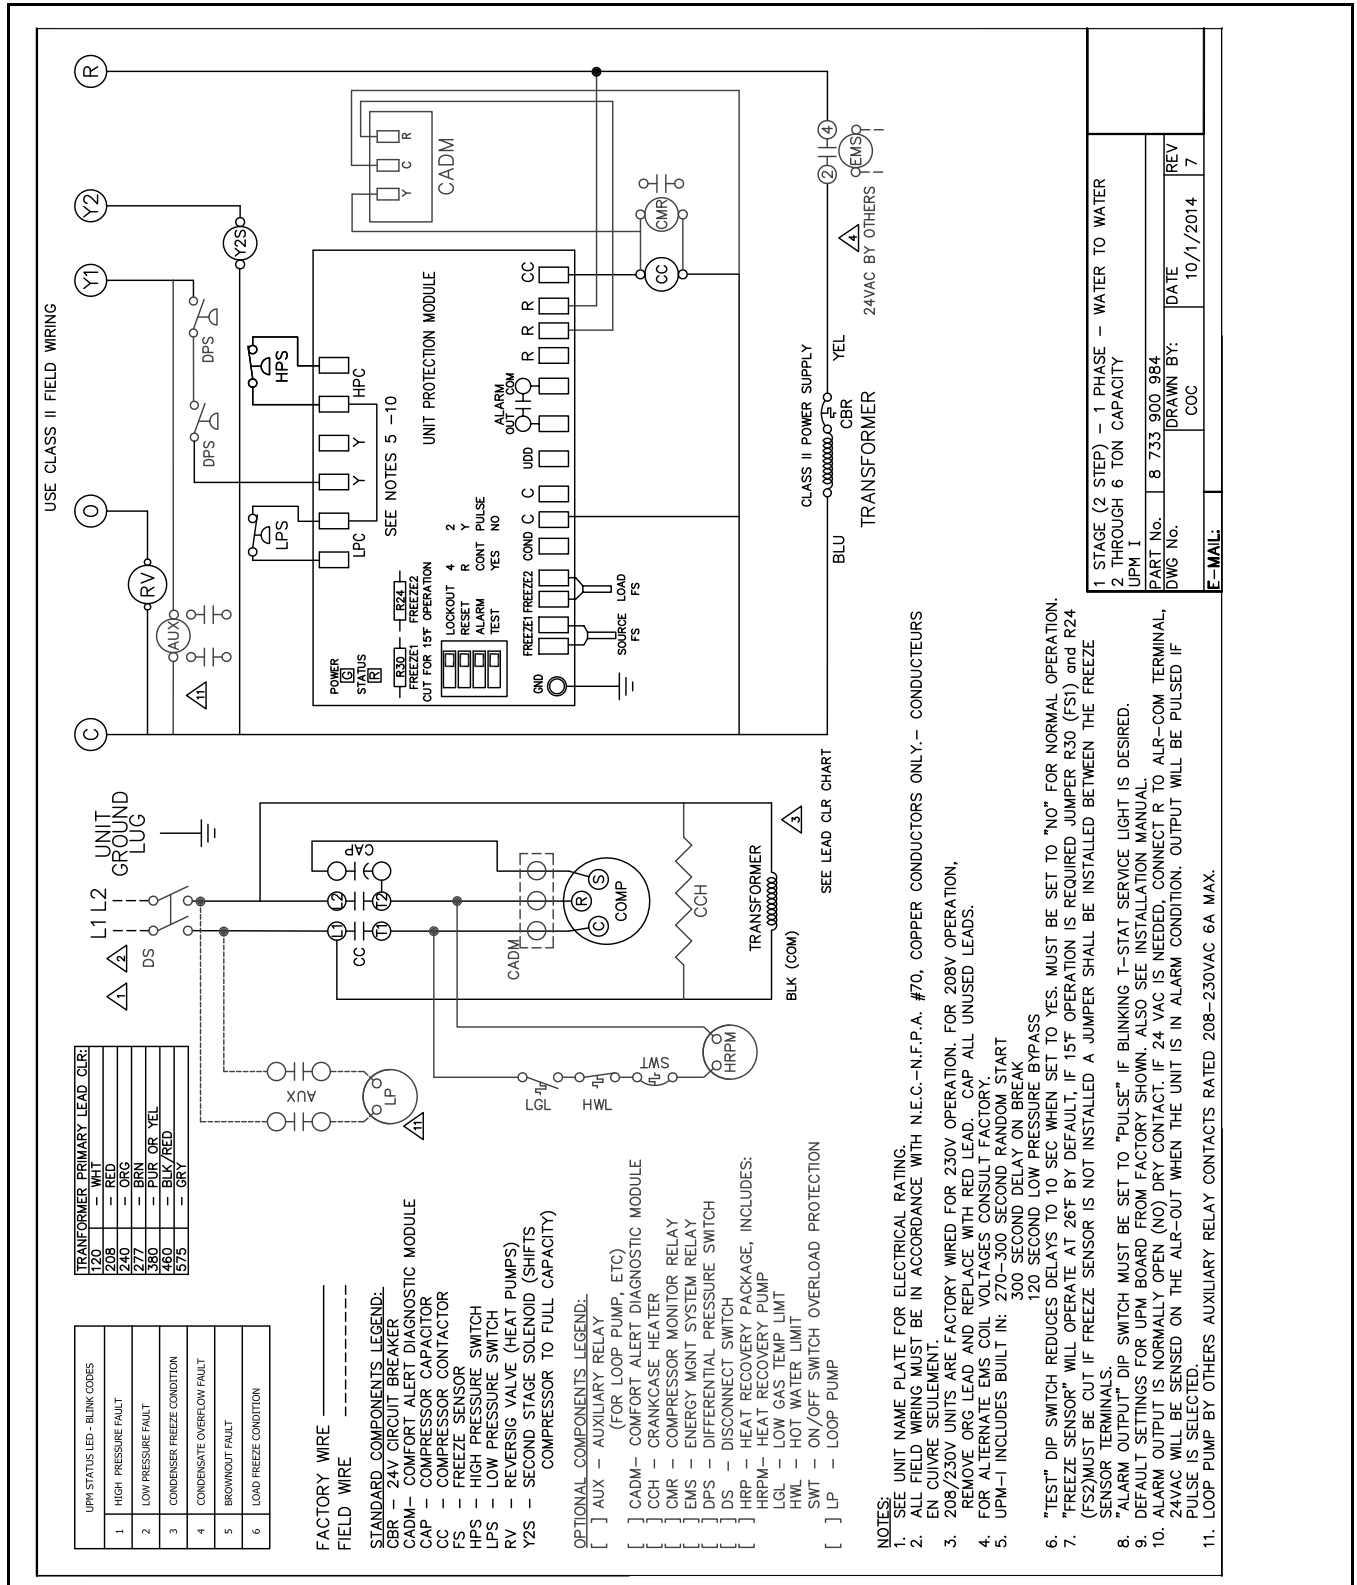 USE CLASS II FIELD WIRING
C
O
Y1
Y2
R
RV
AUX
11
DPS
DPS
Y2S
LPS
HPS
LPC
Y
Y
HPC
SEE NOTES 5 -10
UNIT PROTECTION MODULE
POWER
G
STATUS
R
R30
FREEZE1
R24
FREEZE2
CUT FOR 15°F OPERATION
LOCKOUT 4 2
RESET R Y
ALARM CONT PULSE
TEST YES NO
GND
FREEZE1
FREEZE2
COND
C
C
UDD
ALARM
OUT
COM
R
R
R
CC
SOURCE
FS
LOAD
FS
CC
CMR
CADM
Y
C
R
CLASS II POWER SUPPLY
BLU
TRANSFORMER
CBR
YEL
2
4
EMS
4
24VAC BY OTHERS
L1 L2
UNIT
GROUND
LUG
1
2
DS
L1
L2
CC
T1
T2
CAP
CADM
C
R
S
COMP
CCH
TRANSFORMER
BLK (COM)
3
SEE LEAD CLR CHART
AUX
LP
11
LGL
HWL
SWT
HRPM
TRANFORMER PRIMARY LEAD CLR:
120 – WHT
208 – RED
240 – ORG
277 – BRN
380 – PUR OR YEL
460 – BLK/RED
575 – GRY
UPM STATUS LED - BLINK CODES
1 HIGH PRESSURE FAULT
2 LOW PRESSURE FAULT
3 CONDENSER FREEZE CONDITION
4 CONDENSATE OVERFLOW FAULT
5 BROWNOUT FAULT
6 LOAD FREEZE CONDITION
FACTORY WIRE
FIELD WIRE
STANDARD COMPONENTS LEGEND:
CBR – 24V CIRCUIT BREAKER
CADM– COMFORT ALERT DIAGNOSTIC MODULE
CAP – COMPRESSOR CAPACITOR
CC – COMPRESSOR CONTACTOR
FS – FREEZE SENSOR
HPS – HIGH PRESSURE SWITCH
LPS – LOW PRESSURE SWITCH
RV – REVERSIG VALVE (HEAT PUMPS)
Y2S – SECOND STAGE SOLENOID (SHIFTS
COMPRESSOR TO FULL CAPACITY)
OPTIONAL COMPONENTS LEGEND:
[ ] AUX – AUXILIARY RELAY
(FOR LOOP PUMP, ETC)
[ ] CADM– COMFORT ALERT DIAGNOSTIC MODULE
[ ] CCH – CRANKCASE HEATER
[ ] CMR – COMPRESSOR MONITOR RELAY
[ ] EMS – ENERGY MGNT SYSTEM RELAY
[ ] DPS – DIFFERENTIAL PRESSURE SWITCH
[ ] DS – DISCONNECT SWITCH
[ ] HRP – HEAT RECOVERY PACKAGE, INCLUDES:
HRPM– HEAT RECOVERY PUMP
LGL – LOW GAS TEMP LIMT
HWL – HOT WATER LIMIT
SWT – ON/OFF SWITCH OVERLOAD PROTECTION
[ ] LP – LOOP PUMP
NOTES:
1. SEE UNIT NAME PLATE FOR ELECTRICAL RATING.
2. ALL FIELD WIRING MUST BE IN ACCORDANCE WITH N.E.C.–N.F.P.A. #70, COPPER CONDUCTORS ONLY.– CONDUCTEURS
EN CUIVRE SEULEMENT.
3. 208/230V UNITS ARE FACTORY WIRED FOR 230V OPERATION. FOR 208V OPERATION,
REMOVE ORG LEAD AND REPLACE WITH RED LEAD. CAP ALL UNUSED LEADS.
4. FOR ALTERNATE EMS COIL VOLTAGES CONSULT FACTORY.
5. UPM–I INCLUDES BUILT IN: 270–300 SECOND RANDOM START
300 SECOND DELAY ON BREAK
120 SECOND LOW PRESSURE BYPASS
6. "TEST" DIP SWITCH REDUCES DELAYS TO 10 SEC WHEN SET TO YES. MUST BE SET TO "NO" FOR NORMAL OPERATION.
7. "FREEZE SENSOR" WILL OPERATE AT 26°F BY DEFAULT, IF 15°F OPERATION IS REQUIRED JUMPER R30 (FS1) and R24
(FS2)MUST BE CUT IF FREEZE SENSOR IS NOT INSTALLED A JUMPER SHALL BE INSTALLED BETWEEN THE FREEZE
SENSOR TERMINALS.
8. "ALARM OUTPUT" DIP SWITCH MUST BE SET TO "PULSE" IF BLINKING T–STAT SERVICE LIGHT IS DESIRED.
9. DEFAULT SETTINGS FOR UPM BOARD FROM FACTORY SHOWN. ALSO SEE INSTALLATION MANUAL.
10. ALARM OUTPUT IS NORMALLY OPEN (NO) DRY CONTACT. IF 24 VAC IS NEEDED, CONNECT R TO ALR–COM TERMINAL,
24VAC WILL BE SENSED ON THE ALR–OUT WHEN THE UNIT IS IN ALARM CONDITION. OUTPUT WILL BE PULSED IF
PULSE IS SELECTED.
11. LOOP PUMP BY OTHERS AUXILIARY RELAY CONTACTS RATED 208–230VAC 6A MAX.
1 STAGE (2 STEP) – 1 PHASE – WATER TO WATER
2 THROUGH 6 TON CAPACITY
UPM I
PART No. 8 733 900 984
DWG No.
DRAWN BY:
COC
DATE
10/1/2014
REV
7
E–MAIL: